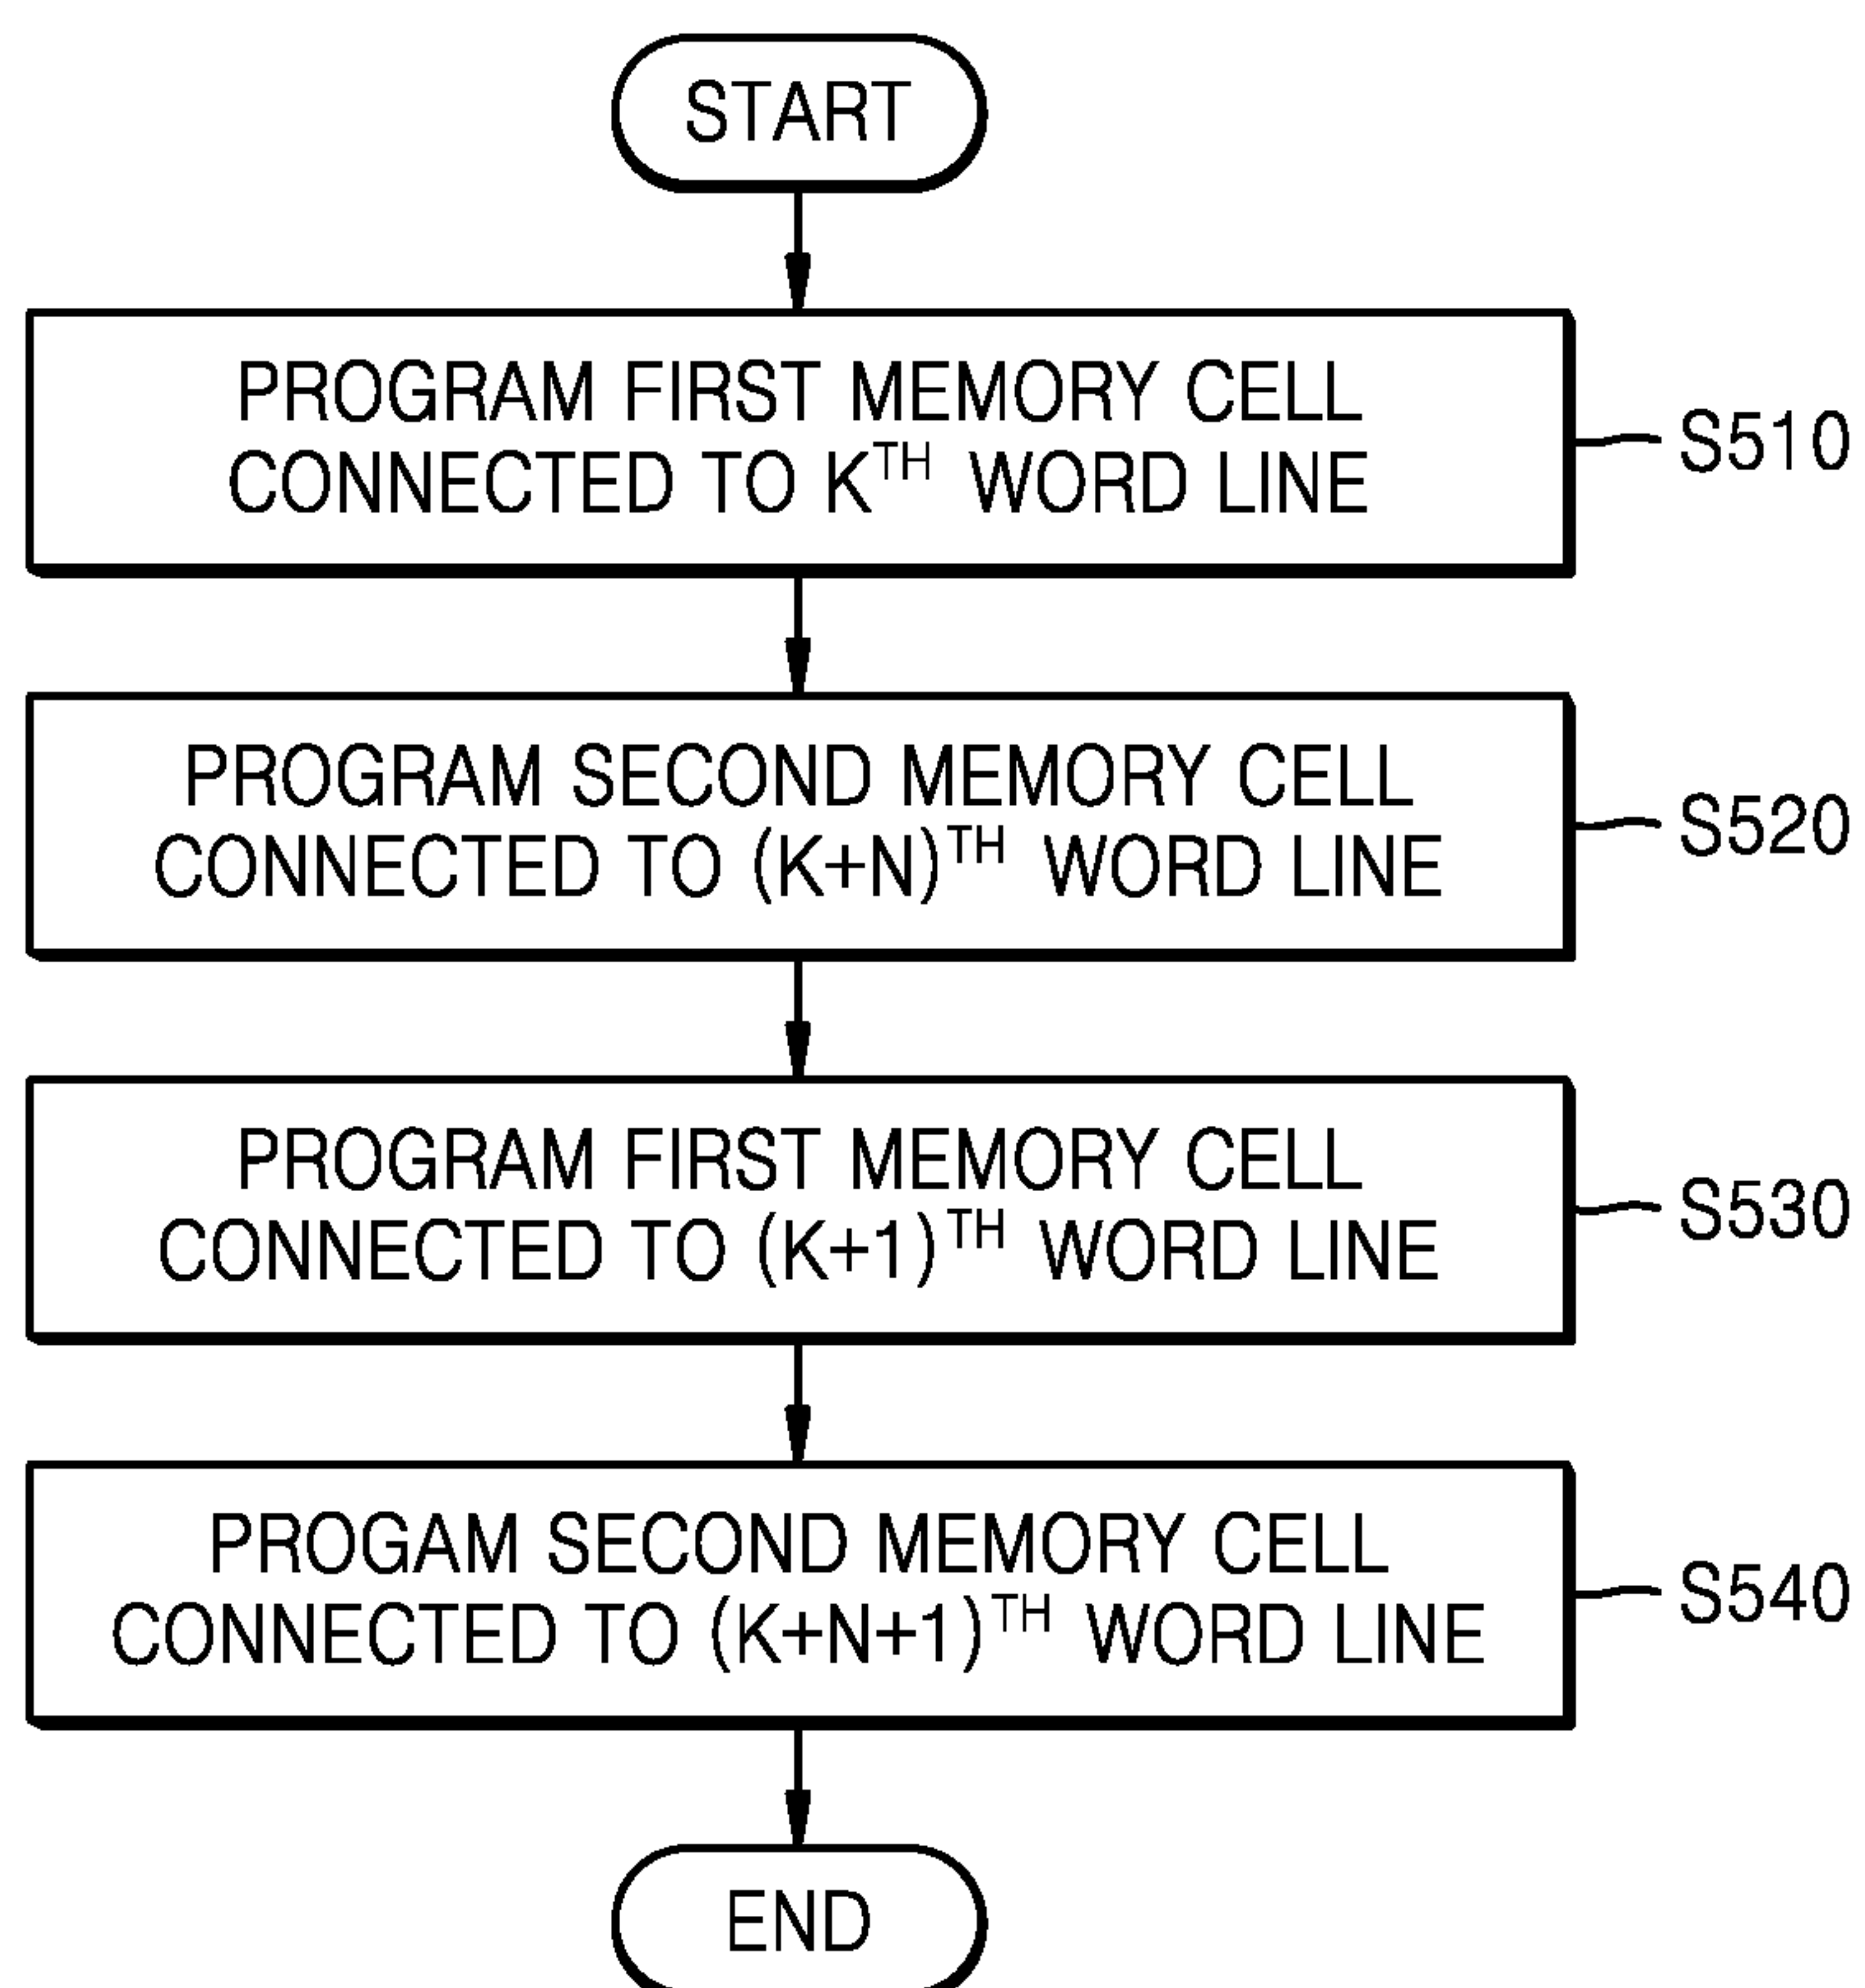 START
PROGRAM FIRST MEMORY CELL
CONNECTED TO K^TH WORD LINE
S510
PROGRAM SECOND MEMORY CELL
CONNECTED TO (K+N)^TH WORD LINE
S520
PROGRAM FIRST MEMORY CELL
CONNECTED TO (K+1)^TH WORD LINE
S530
PROGAM SECOND MEMORY CELL
CONNECTED TO (K+N+1)^TH WORD LINE
S540
END